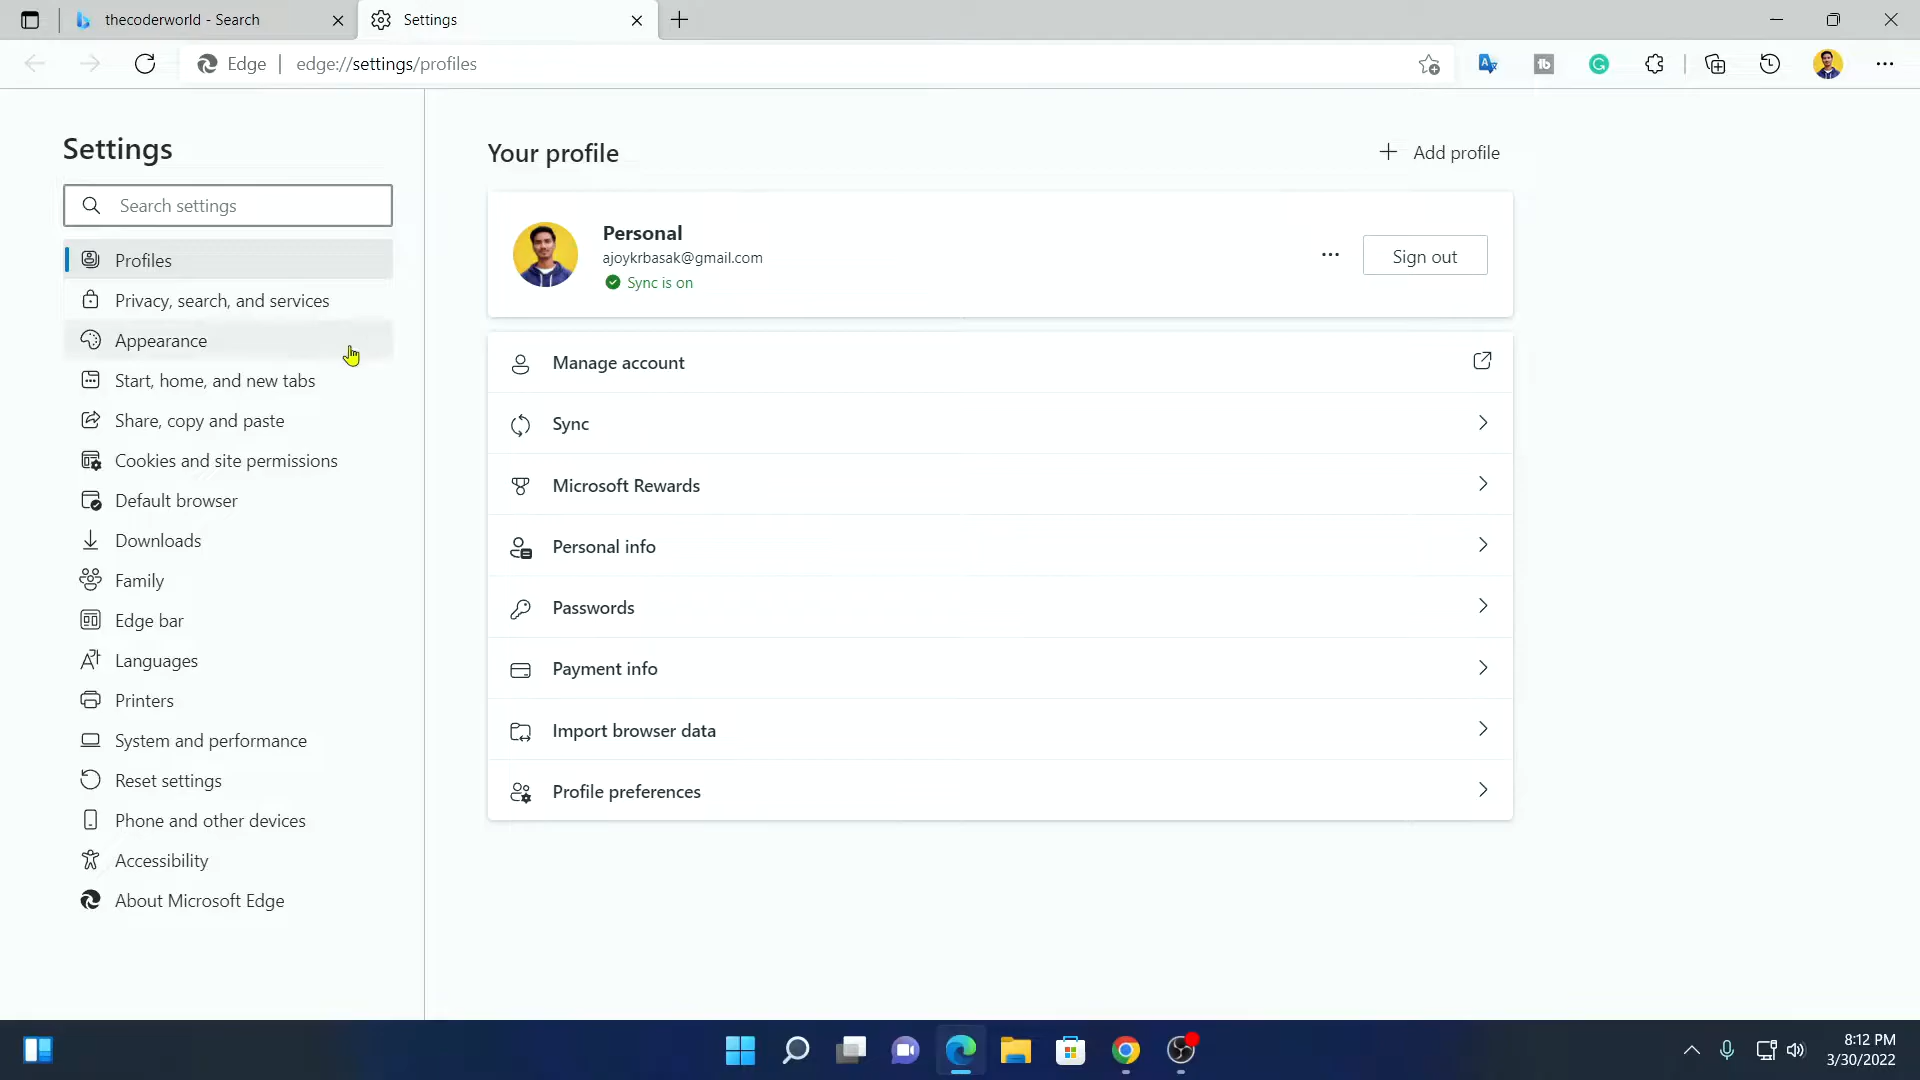 thecoderworld - Search
Settings
Edge | edge://settings/profiles
Settings
Search settings
Profiles
Privacy, search, and services
Appearance
Start, home, and new tabs
Share, copy and paste
Cookies and site permissions
Default browser
Downloads
Family
Edge bar
Languages
Printers
System and performance
Reset settings
Phone and other devices
Accessibility
About Microsoft Edge
Your profile
Add profile
Personal
ajoykrbasak@gmail.com
Sync is on
Sign out
Manage account
Sync
Microsoft Rewards
Personal info
Passwords
Payment info
Import browser data
Profile preferences
8:12 PM
3/30/2022